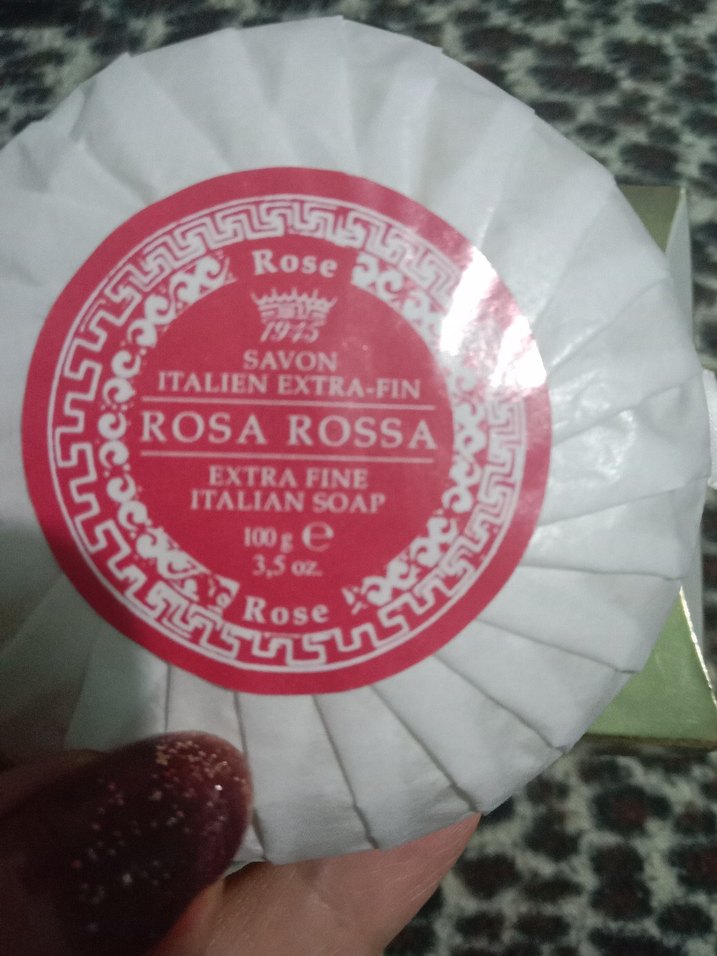 Rose
1945
SAVON
ITALIEN EXTRA-FIN
ROSA ROSSA
EXTRA FINE
ITALIAN SOAP
100 g ℮
3,5 oz.
Rose